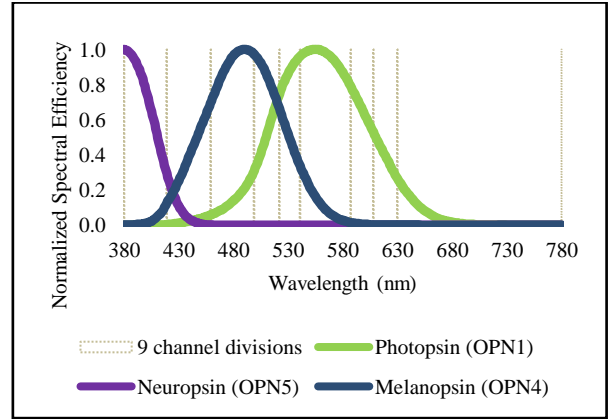 Normalized Spectral Efficiency
1.0
0.8
0.6
0.4
0.2
0.0
380 430 480 530 580 630 680 730 780
Wavelength (nm)
9 channel divisions Photopsin (OPN1)
Neuropsin (OPN5) Melanopsin (OPN4)